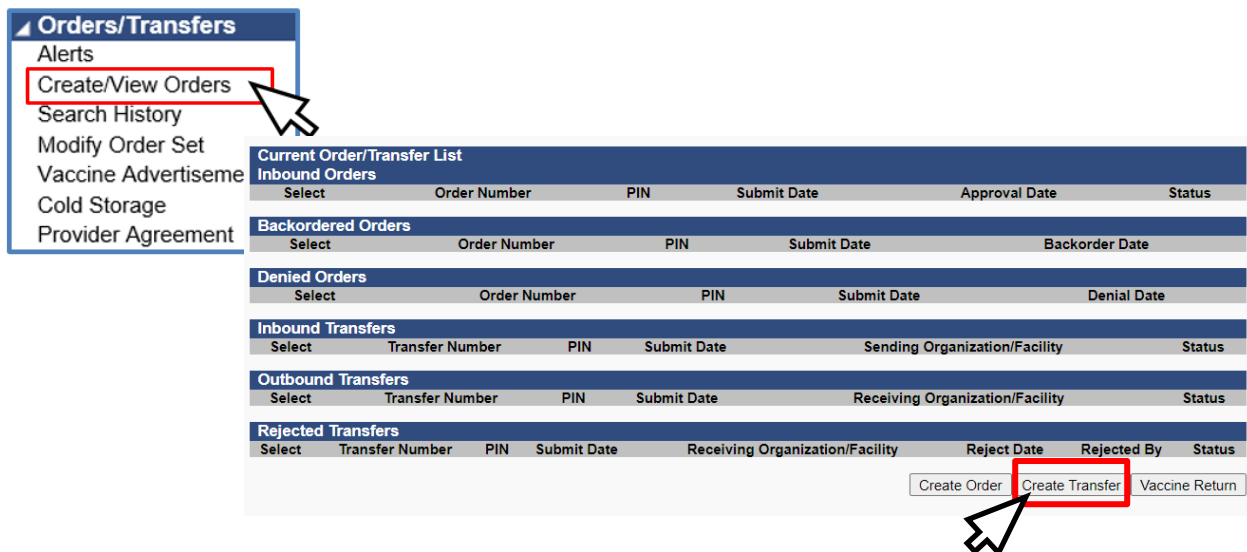 Orders/Transfers
Alerts
Create/View Orders
Search History
Modify Order Set
Vaccine Advertiseme
Cold Storage
Provider Agreement
Current Order/Transfer List
Inbound Orders
Select Order Number PIN Submit Date Approval Date Status
Backordered Orders
Select Order Number PIN Submit Date Backorder Date
Denied Orders
Select Order Number PIN Submit Date Denial Date
Inbound Transfers
Select Transfer Number PIN Submit Date Sending Organization/Facility Status
Outbound Transfers
Select Transfer Number PIN Submit Date Receiving Organization/Facility Status
Rejected Transfers
Select Transfer Number PIN Submit Date Receiving Organization/Facility Reject Date Rejected By Status
Create Order Create Transfer Vaccine Return